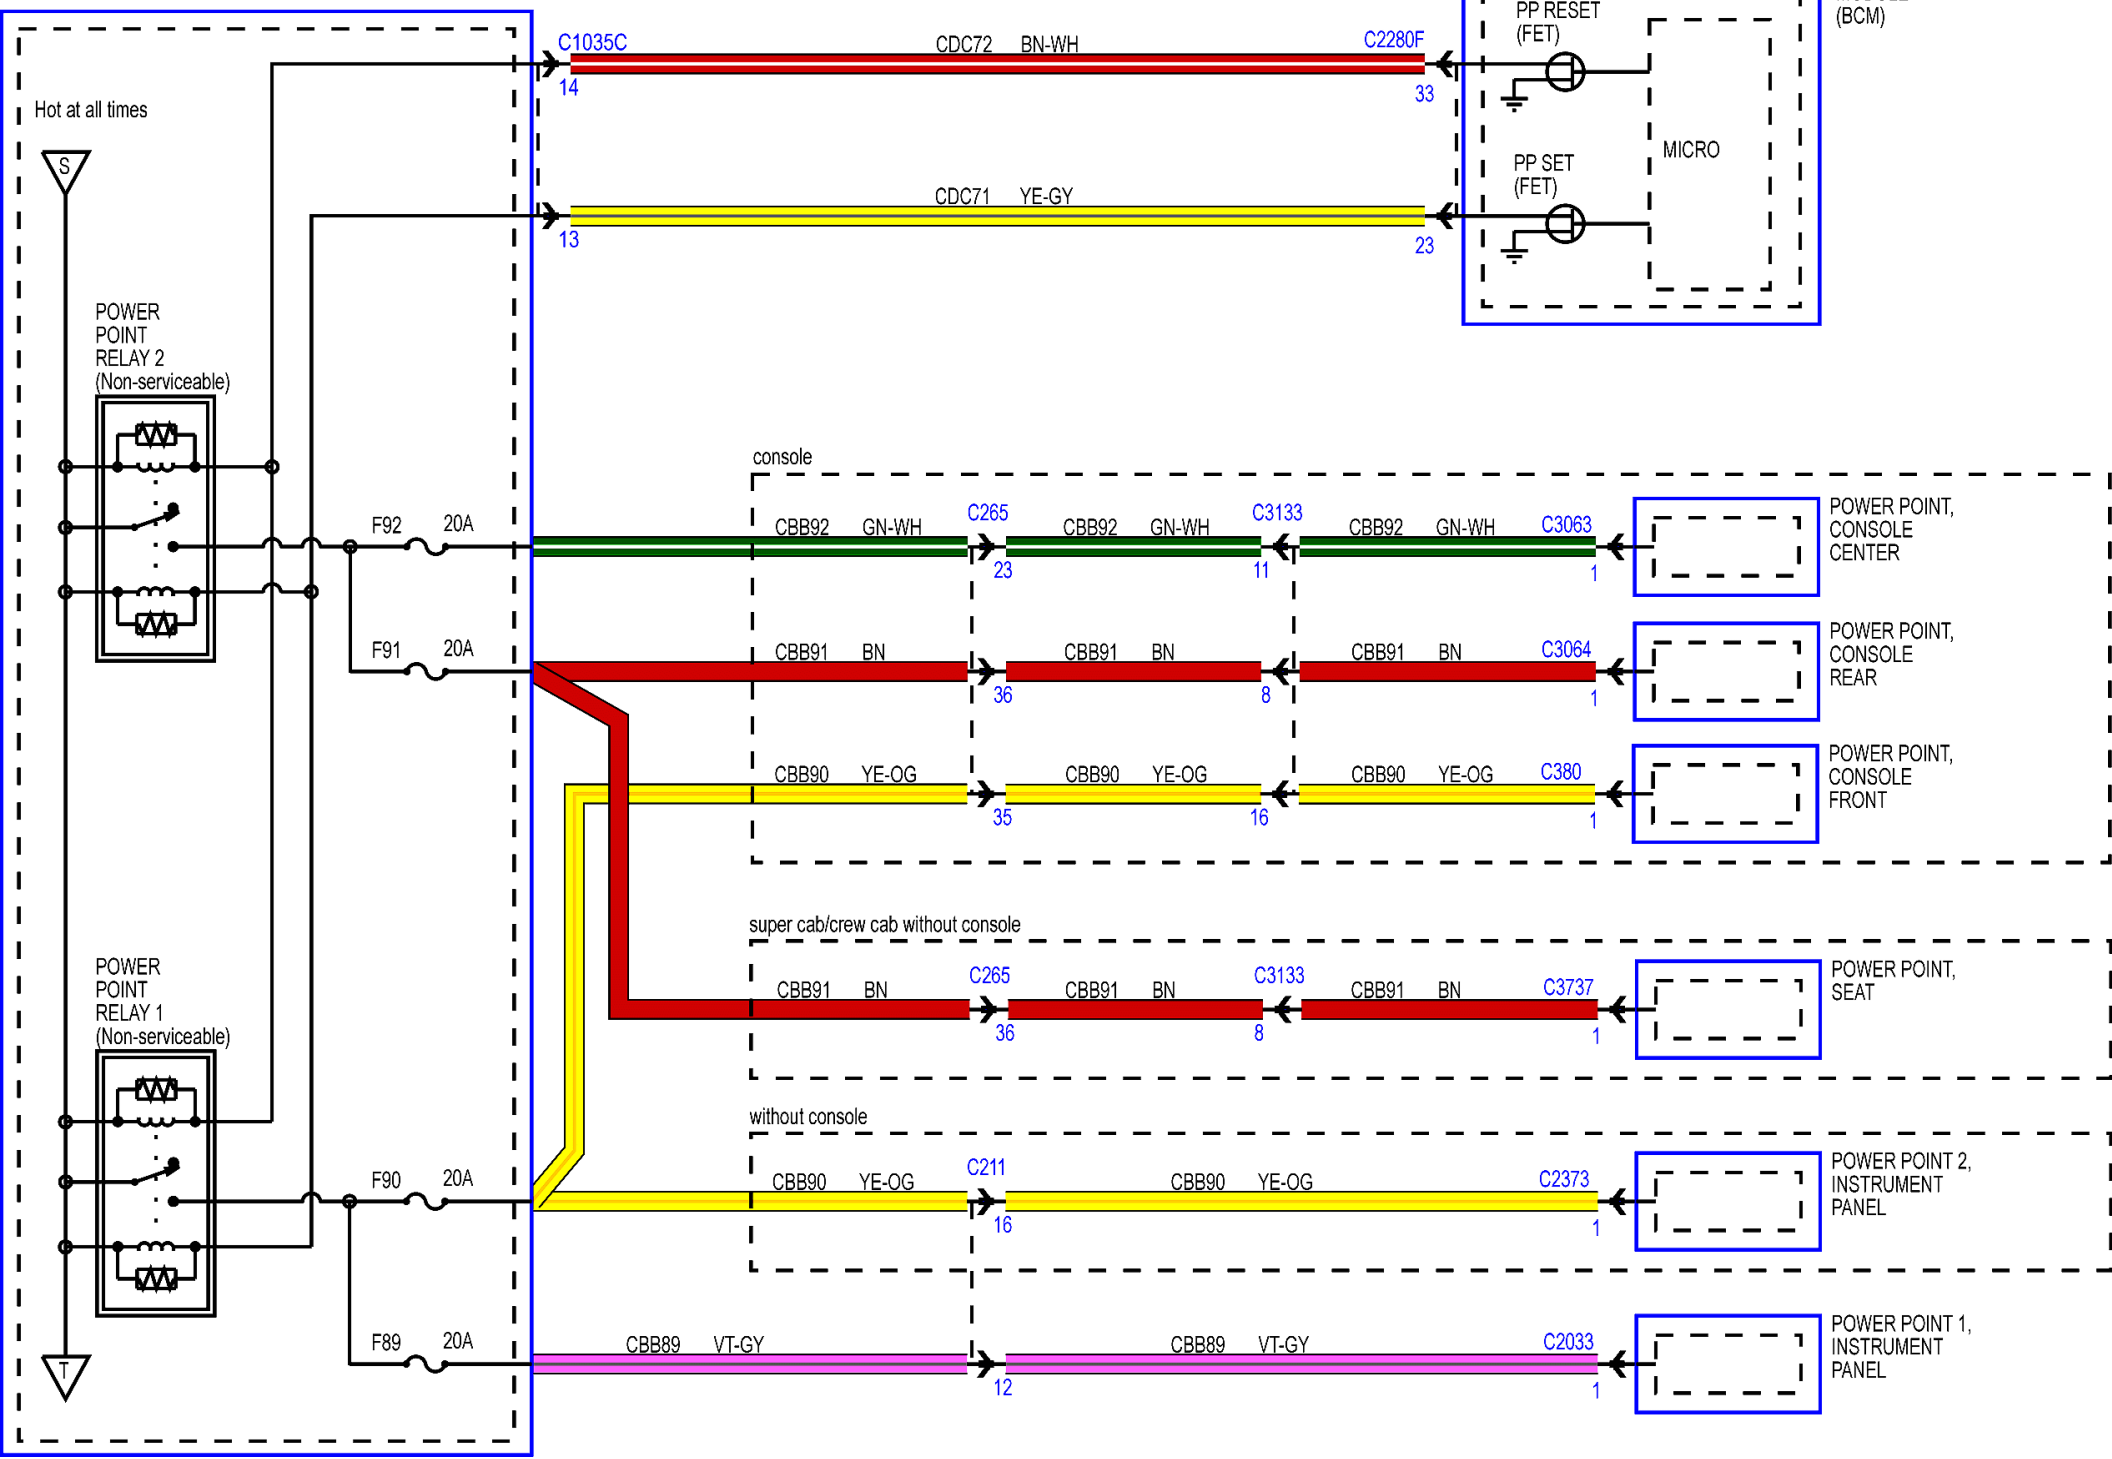 PP RESET
(FET)
(BCM)
C1035C
CDC72 BN-WH
C2280F
14
33
Hot at all times
MICRO
S
PP SET
(FET)
CDC71 YE-GY
13
23
POWER
POINT
RELAY 2
(Non-serviceable)
console
F92 20A
CBB92 GN-WH
C265
CBB92 GN-WH
C3133
CBB92 GN-WH
C3063
POWER POINT,
CONSOLE
CENTER
23
11
1
F91 20A
CBB91 BN
CBB91 BN
CBB91 BN
C3064
POWER POINT,
CONSOLE
REAR
36
8
1
CBB90 YE-OG
CBB90 YE-OG
CBB90 YE-OG
C380
POWER POINT,
CONSOLE
FRONT
35
16
1
super cab/crew cab without console
POWER
POINT
RELAY 1
(Non-serviceable)
CBB91 BN
C265
CBB91 BN
C3133
CBB91 BN
C3737
POWER POINT,
SEAT
36
8
1
without console
F90 20A
CBB90 YE-OG
C211
CBB90 YE-OG
C2373
POWER POINT 2,
INSTRUMENT
PANEL
16
1
F89 20A
CBB89 VT-GY
CBB89 VT-GY
C2033
POWER POINT 1,
INSTRUMENT
PANEL
T
12
1